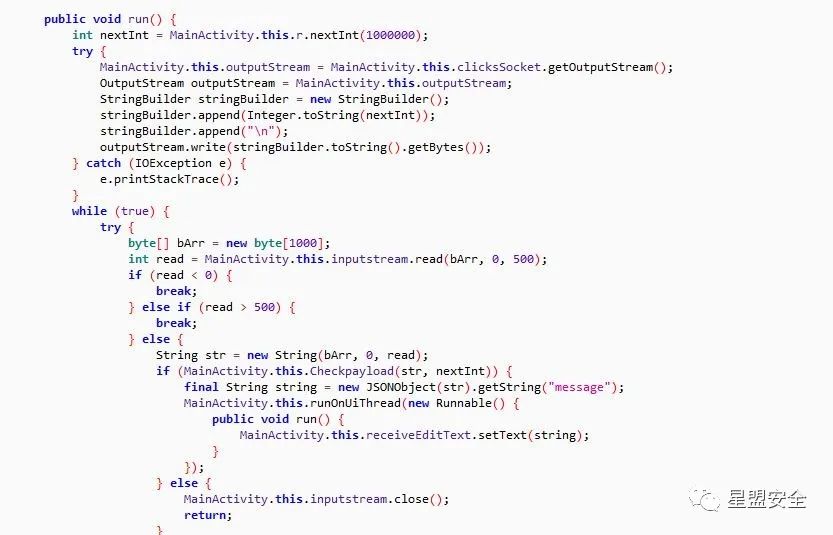 public void run() {
    int nextInt = MainActivity.this.r.nextInt(1000000);
    try {
        MainActivity.this.outputStream = MainActivity.this.clicksSocket.getOutputStream();
        OutputStream outputStream = MainActivity.this.outputStream;
        StringBuilder stringBuilder = new StringBuilder();
        stringBuilder.append(Integer.toString(nextInt));
        stringBuilder.append("\n");
        outputStream.write(stringBuilder.toString().getBytes());
    } catch (IOException e) {
        e.printStackTrace();
    }
    while (true) {
        try {
            byte[] bArr = new byte[1000];
            int read = MainActivity.this.inputstream.read(bArr, 0, 500);
            if (read < 0) {
                break;
            } else if (read > 500) {
                break;
            } else {
                String str = new String(bArr, 0, read);
                if (MainActivity.this.Checkpayload(str, nextInt)) {
                    final String string = new JSONObject(str).getString("message");
                    MainActivity.this.runOnUiThread(new Runnable() {
                        public void run() {
                            MainActivity.this.receiveEditText.setText(string);
                        }
                    });
                } else {
                    MainActivity.this.inputstream.close();
                    return;
                }
星盟安全